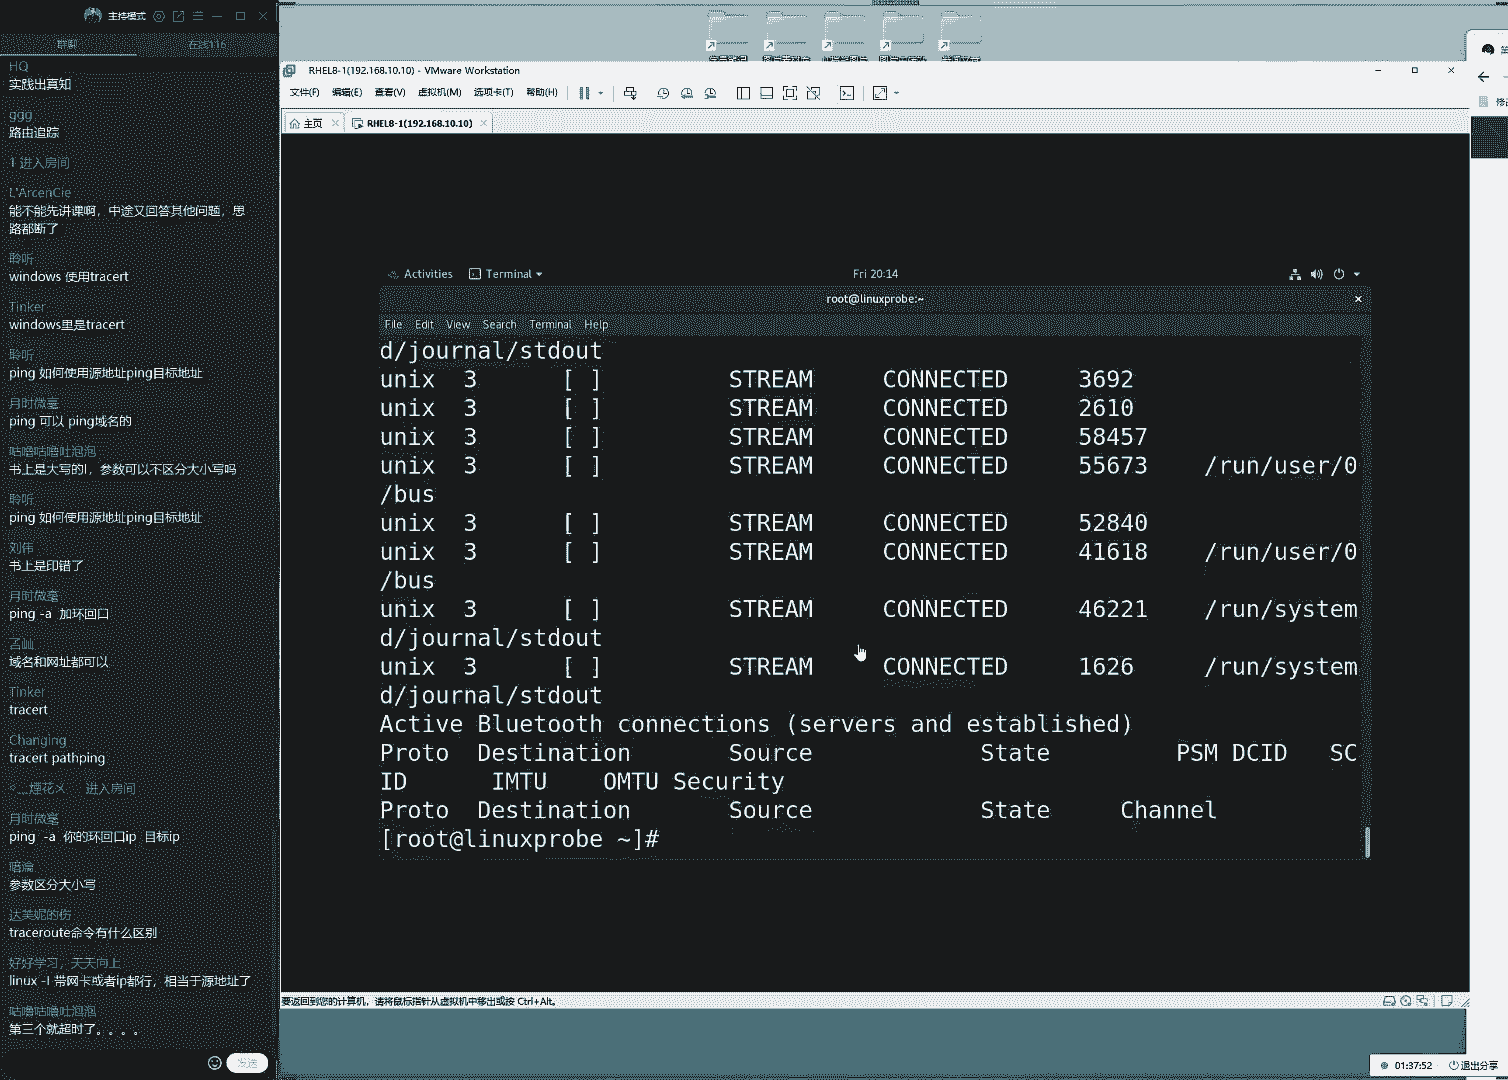 主持模式
聊聊
在线116
HQ
实践出真知
ggg
路由追踪
1 进入房间
L'ArcenCie
能不能先讲课啊，中途又回答其他问题，思
路都断了
聆听
windows 使用tracert
Tinker
windows里是tracert
聆听
ping 如何使用源地址ping目标地址
月时微毫
ping 可以 ping域名的
咕噜咕噜吐泡泡
书上是大写的I，参数可以不区分大小写吗
聆听
ping 如何使用源地址ping目标地址
刘伟
书上是印错了
月时微毫
ping -a 加环回口
域名和网址都可以
Tinker
tracert
Changing
tracert pathping
煙花㐅 进入房间
月时微毫
ping -a 你的环回口ip 目标ip
参数区分大小写
达芙妮的伤
traceroute命令有什么区别
好好学习，天天向上
linux -I 带网卡或者ip都行，相当于源地址了
咕噜咕噜吐泡泡
第三个就超时了。。。。
发送
RHEL8-1(192.168.10.10) - VMware Workstation
文件(F) 编辑(E) 查看(V) 虚拟机(M) 选项卡(T) 帮助(H)
主页 RHEL8-1(192.168.10.10)
Activities Terminal Fri 20:14
root@linuxprobe:~
File Edit View Search Terminal Help
d/journal/stdout
unix 3 [ ] STREAM CONNECTED 3692
unix 3 [ ] STREAM CONNECTED 2610
unix 3 [ ] STREAM CONNECTED 58457
unix 3 [ ] STREAM CONNECTED 55673 /run/user/0
/bus
unix 3 [ ] STREAM CONNECTED 52840
unix 3 [ ] STREAM CONNECTED 41618 /run/user/0
/bus
unix 3 [ ] STREAM CONNECTED 46221 /run/system
d/journal/stdout
unix 3 [ ] STREAM CONNECTED 1626 /run/system
d/journal/stdout
Active Bluetooth connections (servers and established)
Proto Destination Source State PSM DCID SC
ID IMTU OMTU Security
Proto Destination Source State Channel
[root@linuxprobe ~]#
要返回到您的计算机，请将鼠标指针从虚拟机中移出或按 Ctrl+Alt。
01:37:52 退出分享